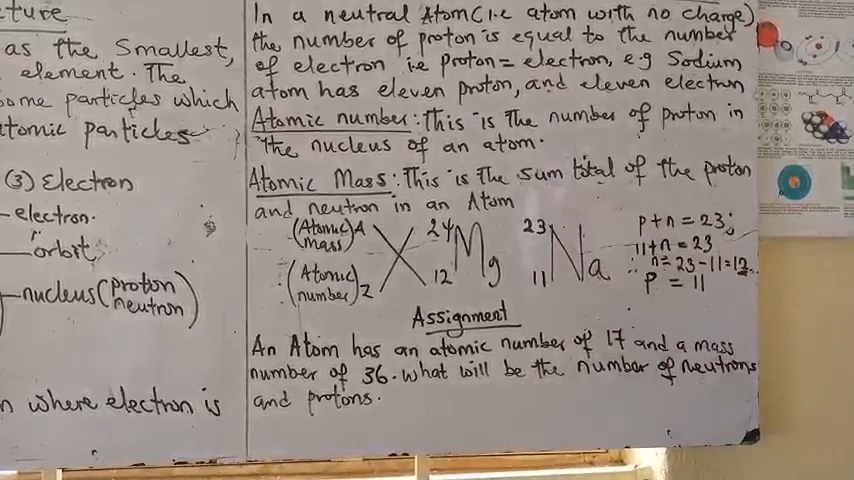 cture
as the Smallest,
element. The
some particles which
atomic particles
(3) Electron
electron.
orbit
nucleus (proton
neutron)
n where electron is
In a neutral Atom (i.e atom with no charge)
the number of proton is equal to the number
of electron i.e proton = electron, e.g Sodium
atom has eleven proton, and eleven electron
Atomic number: This is the number of proton in
the nucleus of an atom.
Atomic Mass: This is the sum total of the proton
and neutron in an Atom
(Atomic mass) A X 24 Mg 23 Na
(Atomic number) Z 12 11
p + n = 23;
11 + n = 23
∴ n = 23 - 11 = 12
p = 11
Assignment
An Atom has an atomic number of 17 and a mass
number of 36. what will be the number of neutrons
and protons.